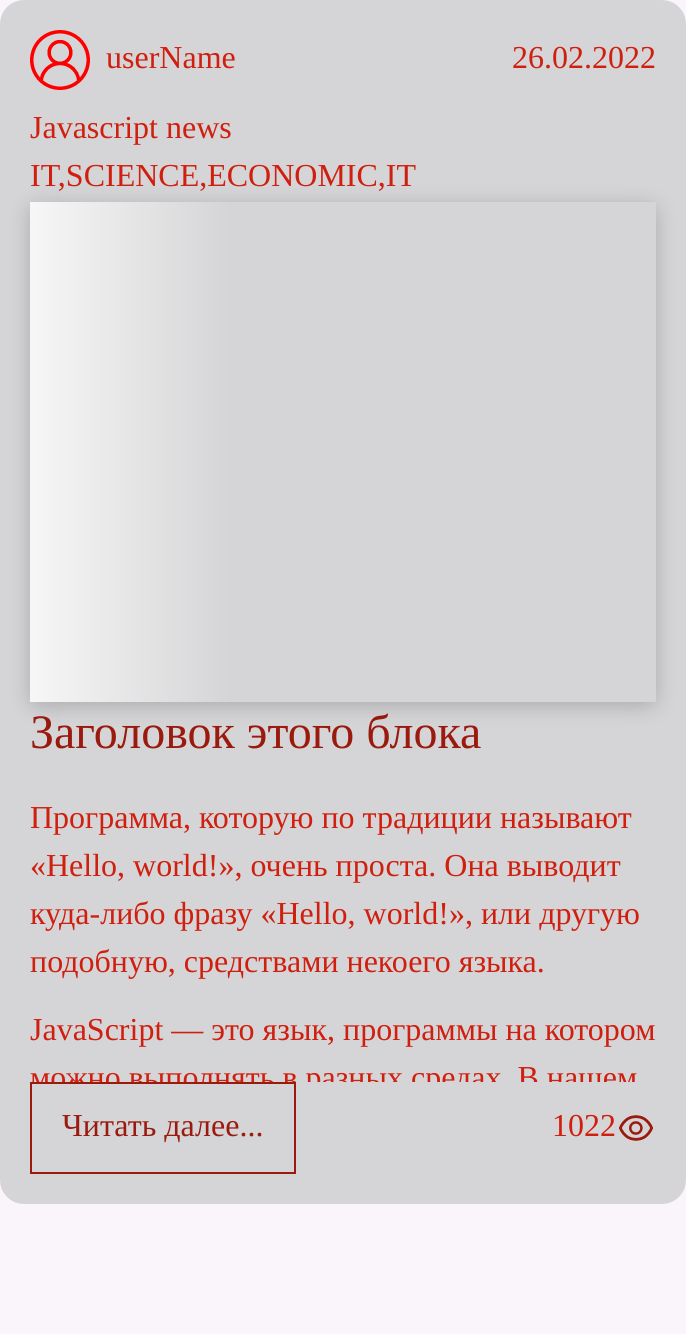 userName 26.02.2022
Javascript news
IT,SCIENCE,ECONOMIC,IT
Заголовок этого блока
Программа, которую по традиции называют
«Hello, world!», очень проста. Она выводит
куда-либо фразу «Hello, world!», или другую
подобную, средствами некоего языка.
JavaScript — это язык, программы на котором
можно выполнять в разных средах. В нашем
Читать далее... 1022